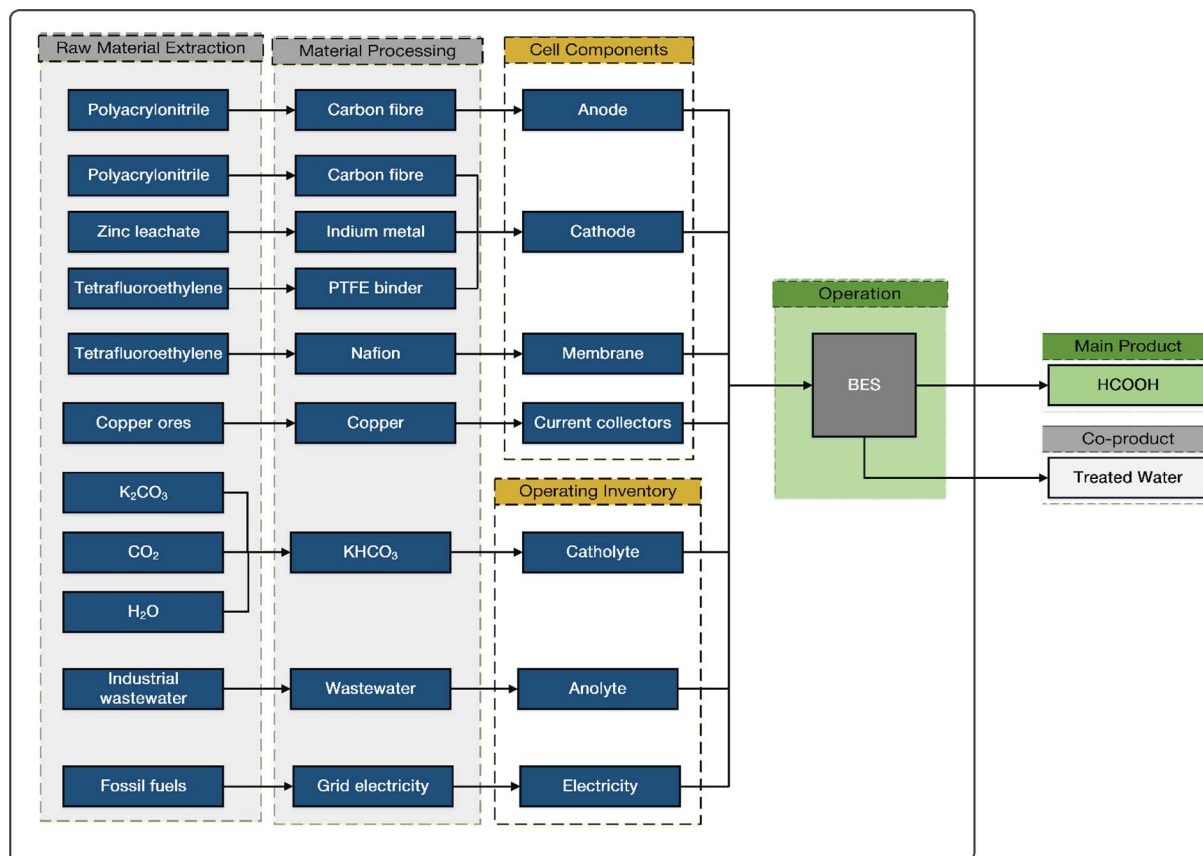 Raw Material Extraction
Material Processing
Cell Components
Polyacrylonitrile
Carbon fibre
Anode
Polyacrylonitrile
Carbon fibre
Zinc leachate
Indium metal
Cathode
Tetrafluoroethylene
PTFE binder
Tetrafluoroethylene
Nafion
Membrane
Copper ores
Copper
Current collectors
K₂CO₃
Operating Inventory
CO₂
KHCO₃
Catholyte
H₂O
Industrial
wastewater
Wastewater
Anolyte
Fossil fuels
Grid electricity
Electricity
Operation
BES
Main Product
HCOOH
Co-product
Treated Water